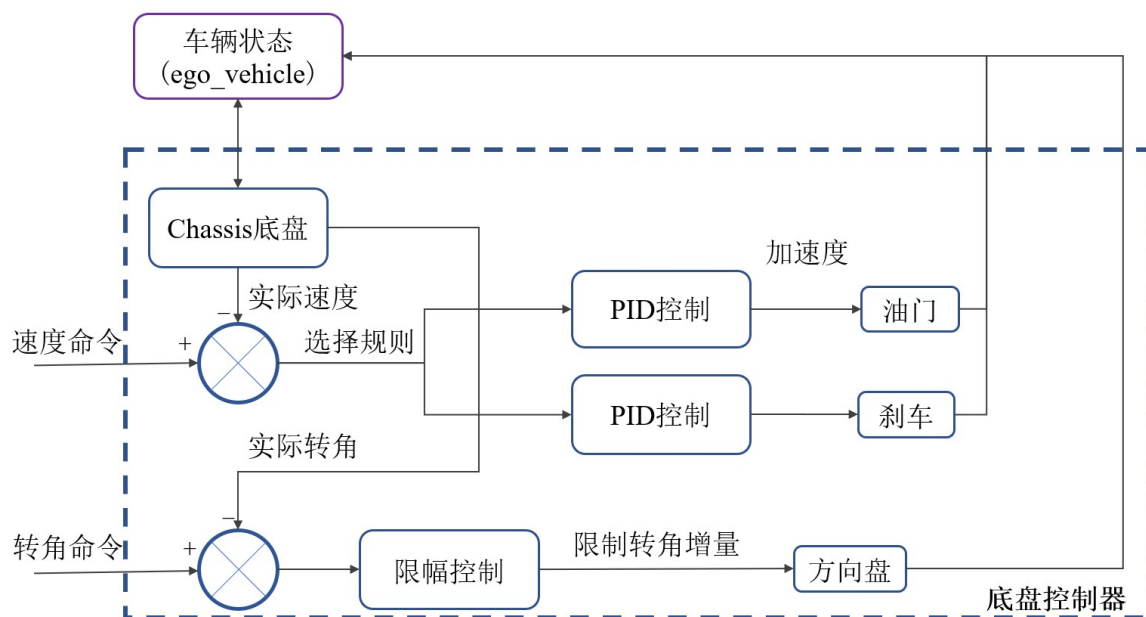 车辆状态
（ego_vehicle）
Chassis底盘
实际速度
−
速度命令
+
选择规则
PID控制
加速度
油门
PID控制
刹车
实际转角
−
转角命令
+
限幅控制
限制转角增量
方向盘
底盘控制器